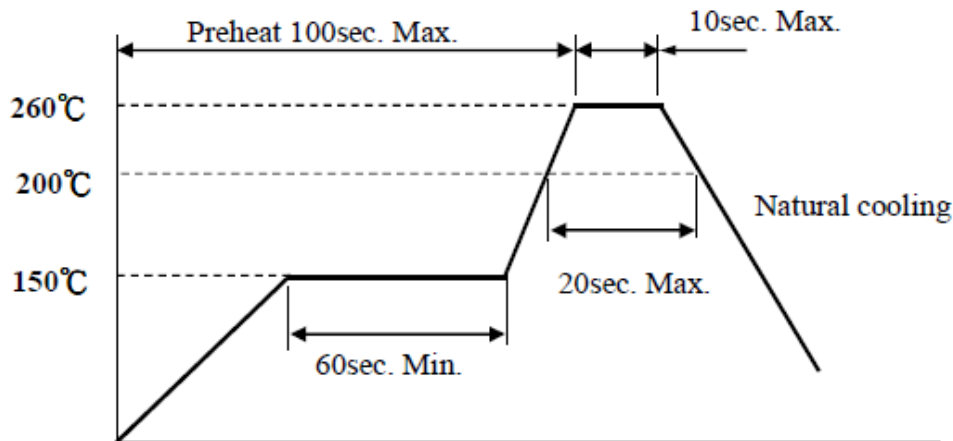 Preheat 100sec. Max.
10sec. Max.
260℃
200℃
Natural cooling
150℃
20sec. Max.
60sec. Min.